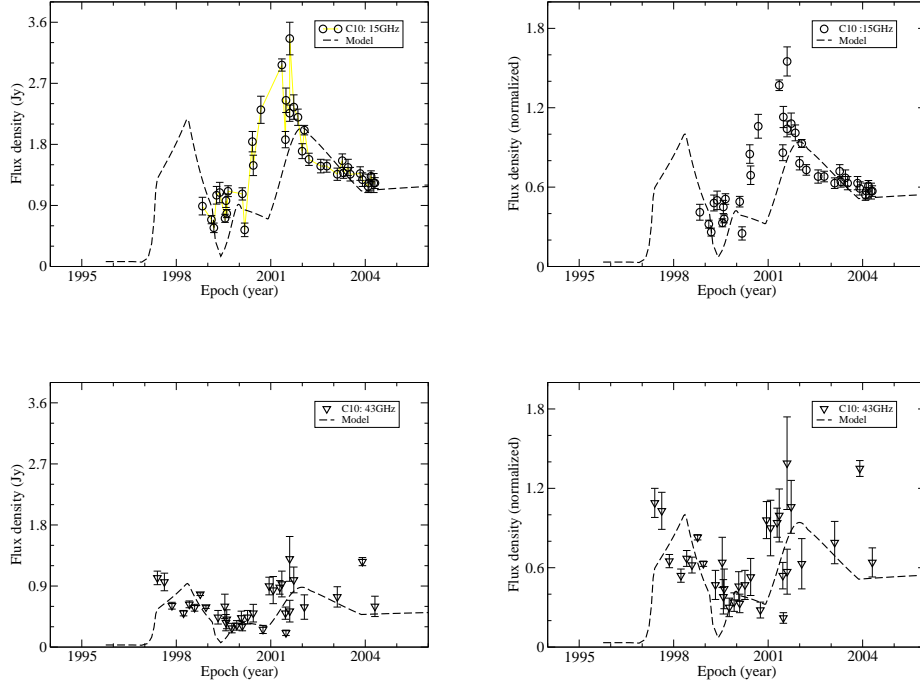 3.6
2.7
1.8
0.9
0
Flux density (Jy)
1995
1998
2001
2004
Epoch (year)
C10: 15GHz
Model
1.8
1.2
0.6
0.0
Flux density (normalized)
1995
1998
2001
2004
Epoch (year)
C10 :15GHz
Model
3.6
2.7
1.8
0.9
0
Flux density (Jy)
1995
1998
2001
2004
Epoch (year)
C10: 43GHz
Model
1.8
1.2
0.6
0.0
Flux density (normalized)
1995
1998
2001
2004
Epoch (year)
C10: 43GHz
Model